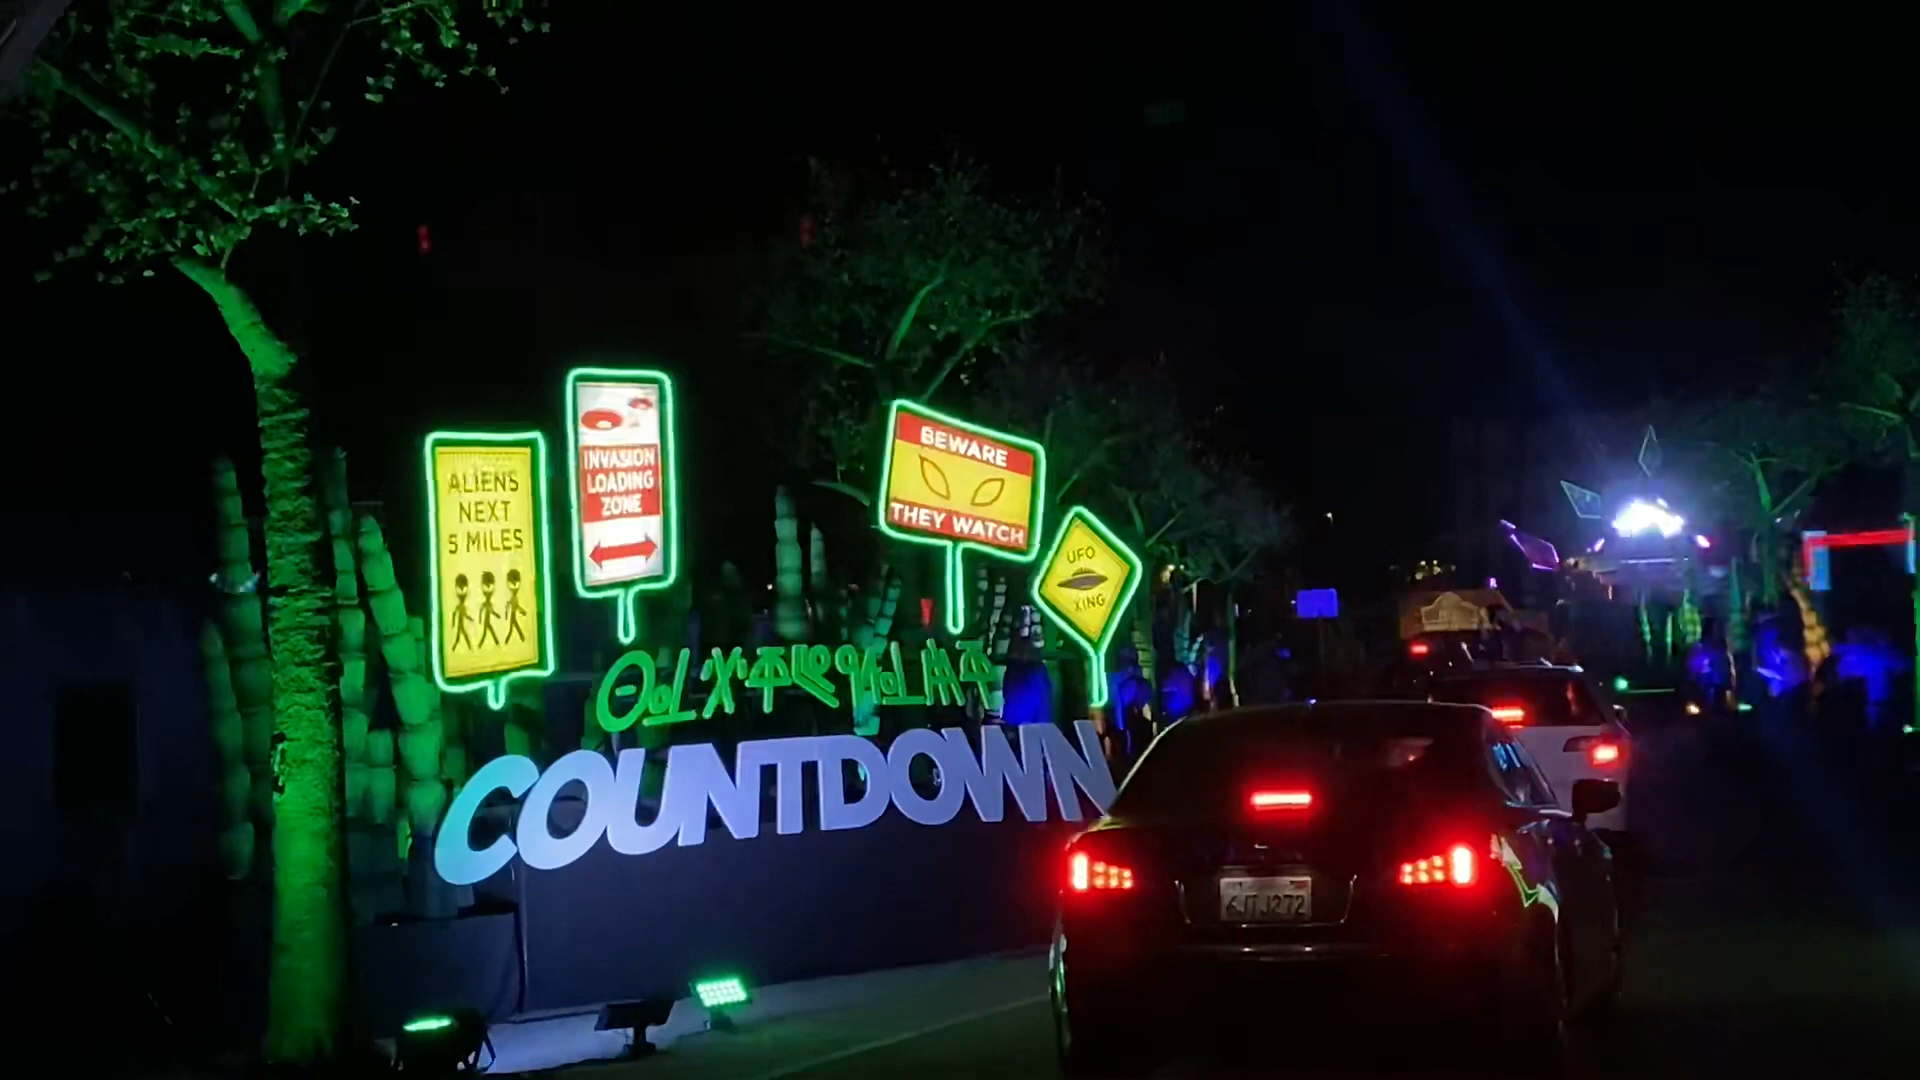 ALIENS
NEXT
5 MILES
INVASION
LOADING
ZONE
BEWARE
THEY WATCH
UFO
XING
COUNTDOWN
6JTJ272